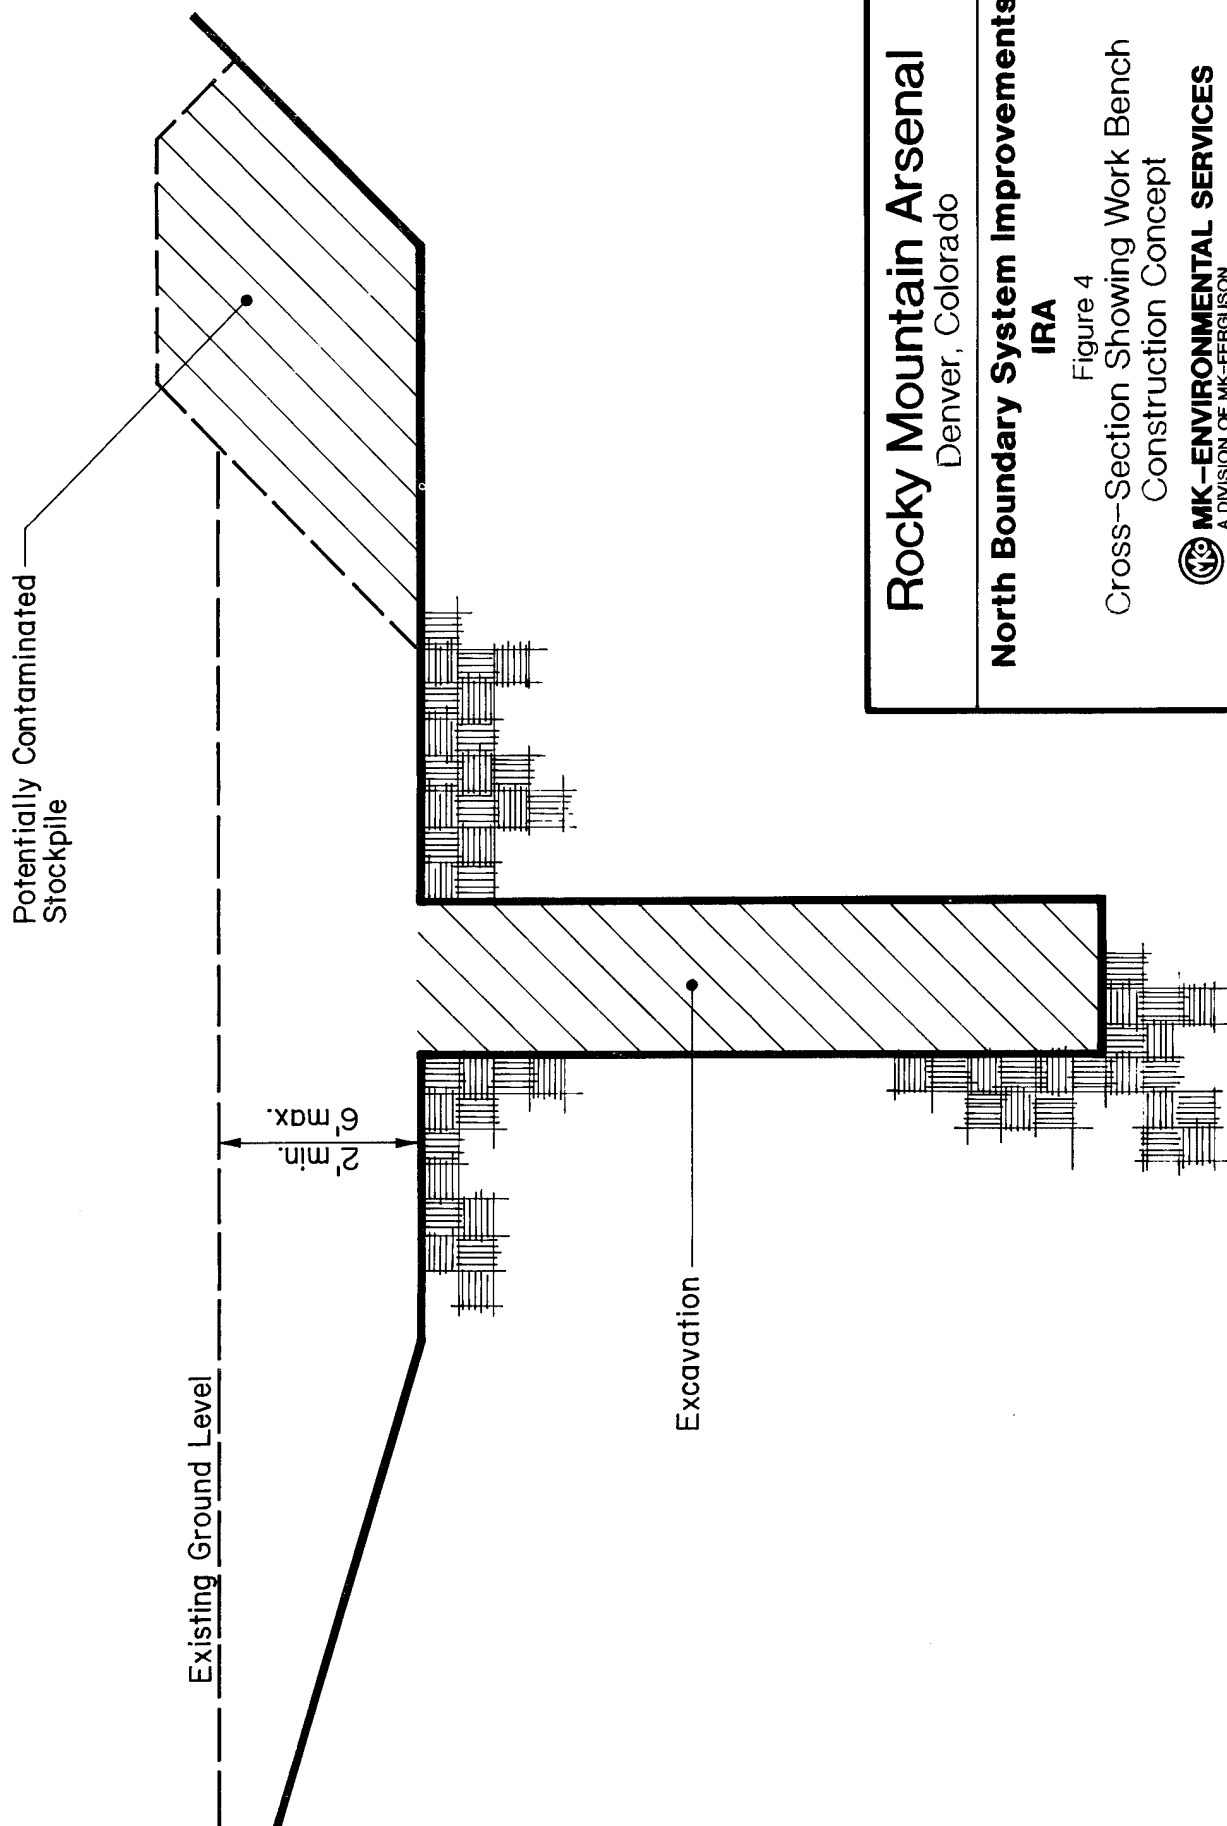 Potentially Contaminated
Stockpile
Existing Ground Level
2' min.
6' max.
Excavation
Rocky Mountain Arsenal
Denver, Colorado
North Boundary System Improvements
IRA
Figure 4
Cross-Section Showing Work Bench
Construction Concept
MK-ENVIRONMENTAL SERVICES
A DIVISION OF MK-FERGUSON